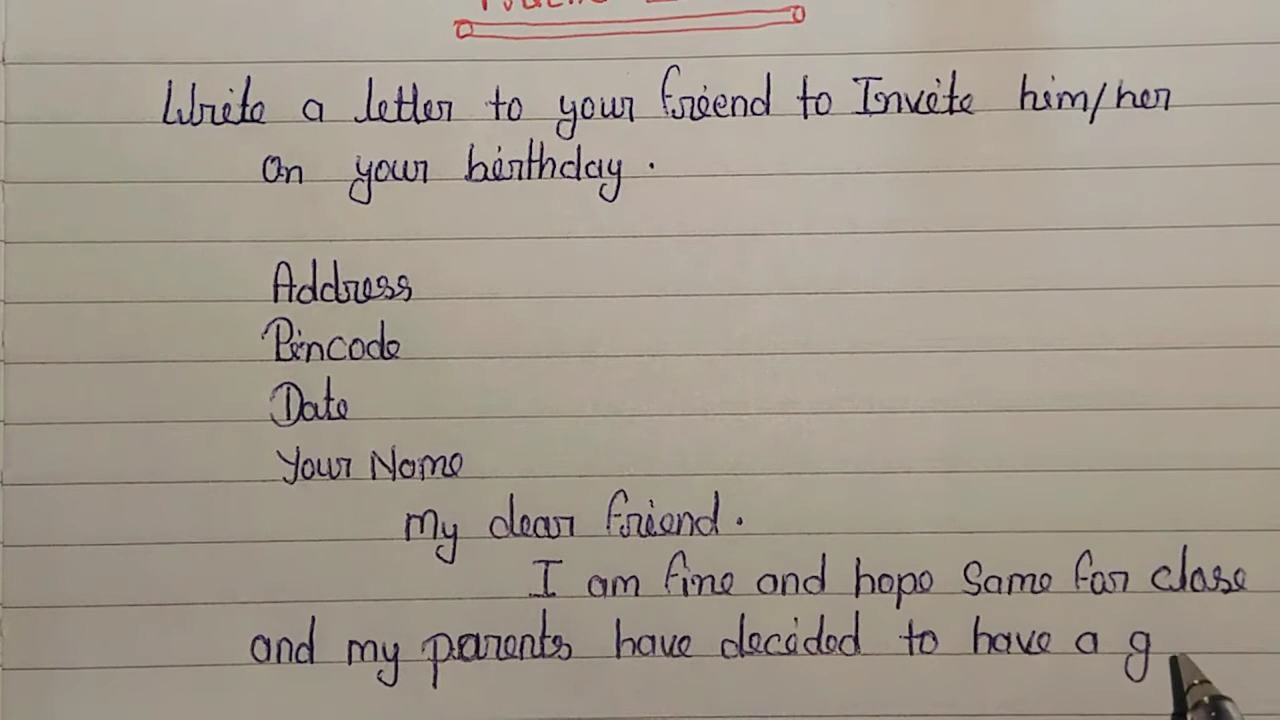 Write a letter to your friend to Invite him/her
on your birthday.
Address
Pincode
Date
Your Name
My dear friend.
I am fine and hope Same for close
and my parents have decided to have a g